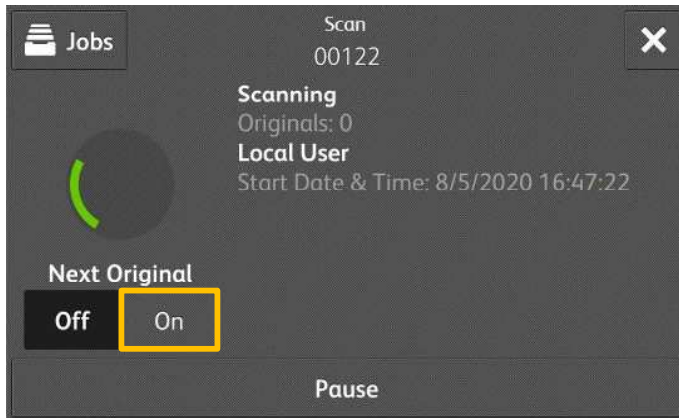 Jobs
Scan
00122
Scanning
Originals: 0
Local User
Start Date & Time: 8/5/2020 16:47:22
Next Original
Off On
Pause